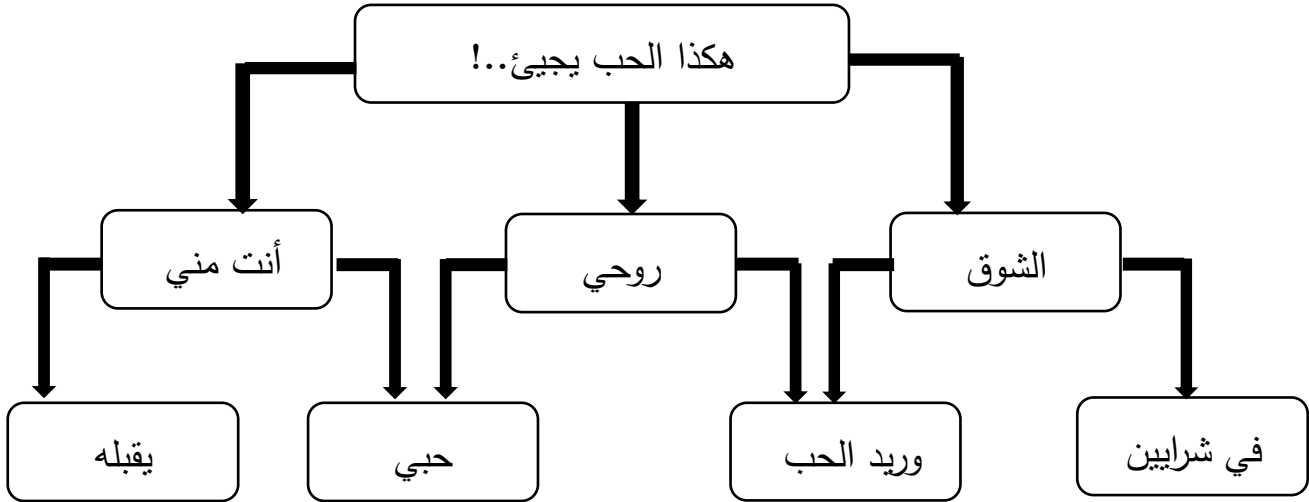 هكذا الحب يجيئ..!
الشوق
روحي
أنت مني
في شرايين
وريد الحب
حبي
يقبله